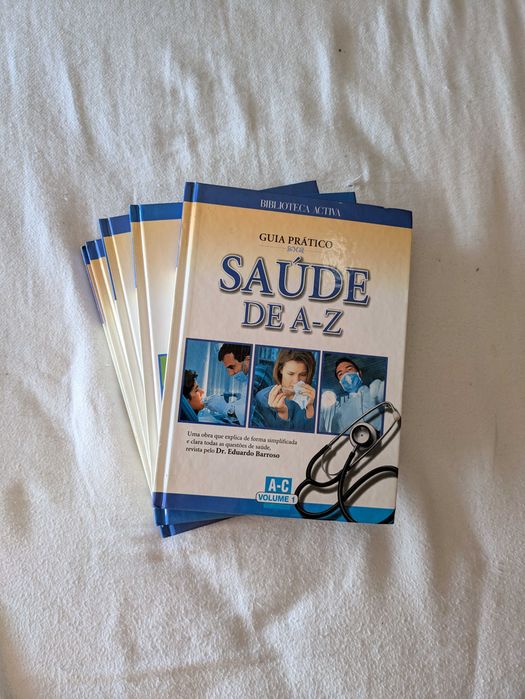 BIBLIOTECA ACTIVA
GUIA PRÁTICO
SAÚDE
DE A-Z
Uma obra que explica de forma simplificada
e clara todas as questões de saúde,
revista pelo Dr. Eduardo Barroso
A-C
VOLUME 1